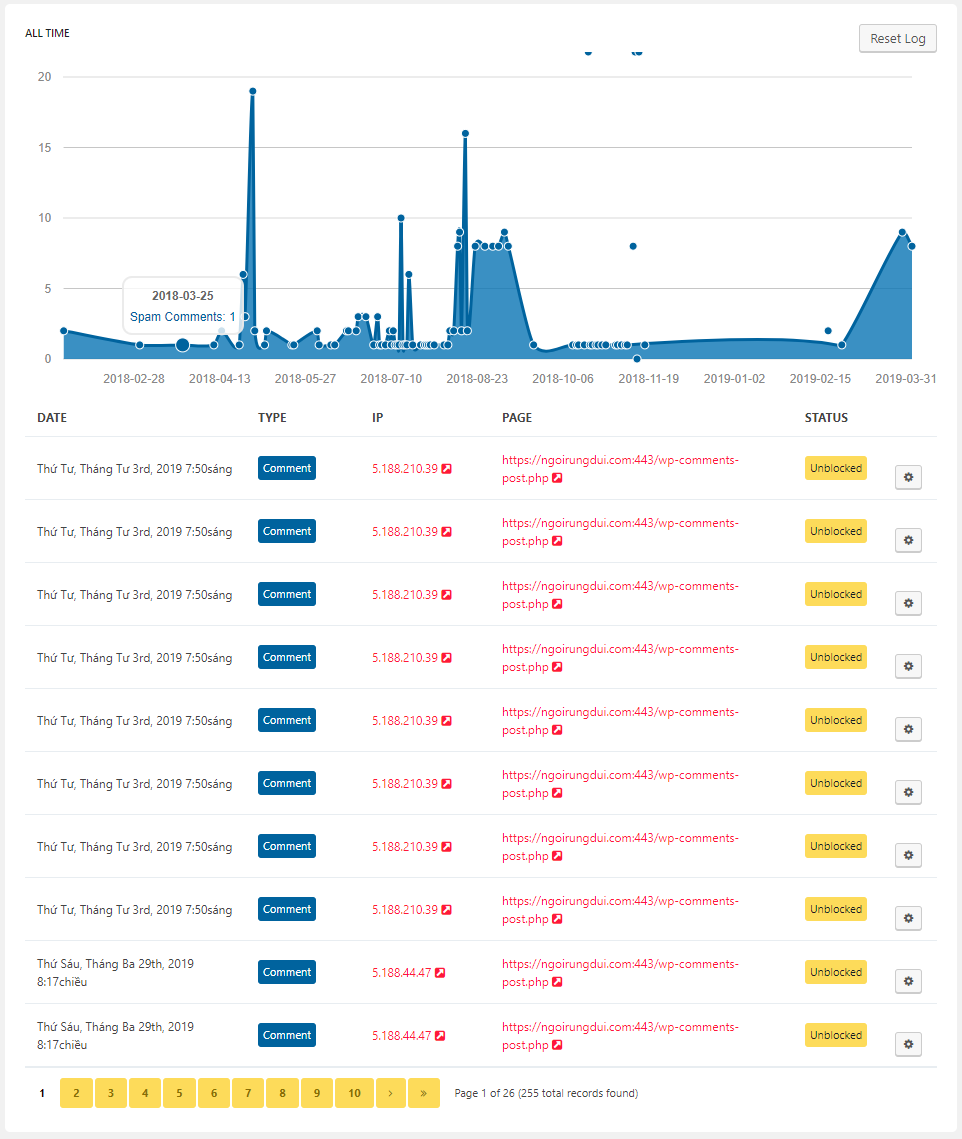 ALL TIME
Reset Log
20
15
10
5
0
2018-03-25
Spam Comments: 1
2018-02-28 2018-04-13 2018-05-27 2018-07-10 2018-08-23 2018-10-06 2018-11-19 2019-01-02 2019-02-15 2019-03-31
DATE TYPE IP PAGE STATUS
Thứ Tư, Tháng Tư 3rd, 2019 7:50sáng Comment 5.188.210.39 https://ngoirungdui.com:443/wp-comments- Unblocked
post.php
Thứ Tư, Tháng Tư 3rd, 2019 7:50sáng Comment 5.188.210.39 https://ngoirungdui.com:443/wp-comments- Unblocked
post.php
Thứ Tư, Tháng Tư 3rd, 2019 7:50sáng Comment 5.188.210.39 https://ngoirungdui.com:443/wp-comments- Unblocked
post.php
Thứ Tư, Tháng Tư 3rd, 2019 7:50sáng Comment 5.188.210.39 https://ngoirungdui.com:443/wp-comments- Unblocked
post.php
Thứ Tư, Tháng Tư 3rd, 2019 7:50sáng Comment 5.188.210.39 https://ngoirungdui.com:443/wp-comments- Unblocked
post.php
Thứ Tư, Tháng Tư 3rd, 2019 7:50sáng Comment 5.188.210.39 https://ngoirungdui.com:443/wp-comments- Unblocked
post.php
Thứ Tư, Tháng Tư 3rd, 2019 7:50sáng Comment 5.188.210.39 https://ngoirungdui.com:443/wp-comments- Unblocked
post.php
Thứ Tư, Tháng Tư 3rd, 2019 7:50sáng Comment 5.188.210.39 https://ngoirungdui.com:443/wp-comments- Unblocked
post.php
Thứ Sáu, Tháng Ba 29th, 2019 Comment 5.188.44.47 https://ngoirungdui.com:443/wp-comments- Unblocked
8:17chiều post.php
Thứ Sáu, Tháng Ba 29th, 2019 Comment 5.188.44.47 https://ngoirungdui.com:443/wp-comments- Unblocked
8:17chiều post.php
1 2 3 4 5 6 7 8 9 10 › » Page 1 of 26 (255 total records found)